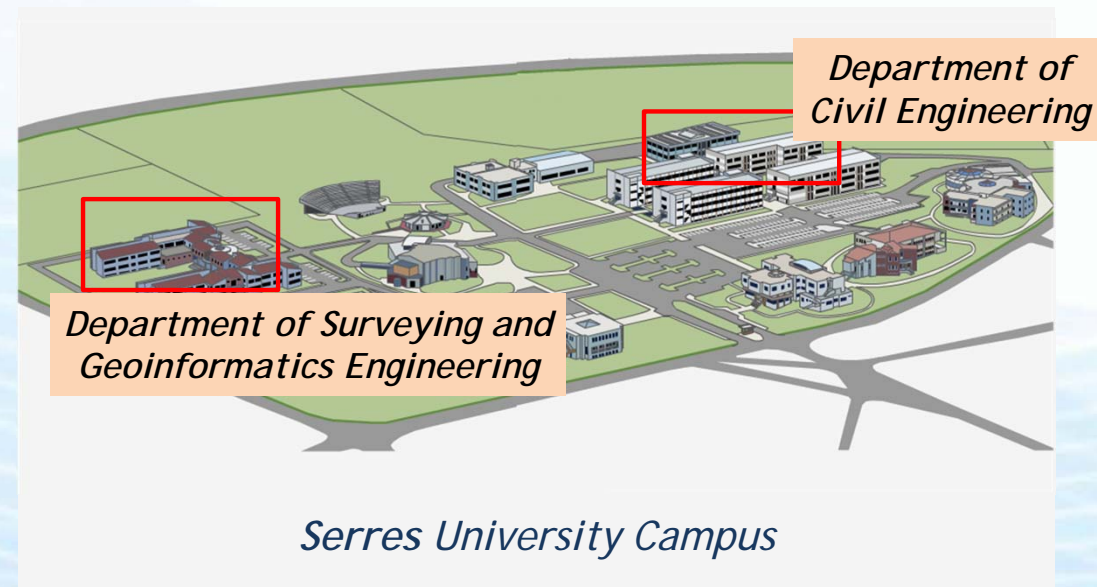 Department of
Civil Engineering
Department of Surveying and
Geoinformatics Engineering
Serres University Campus